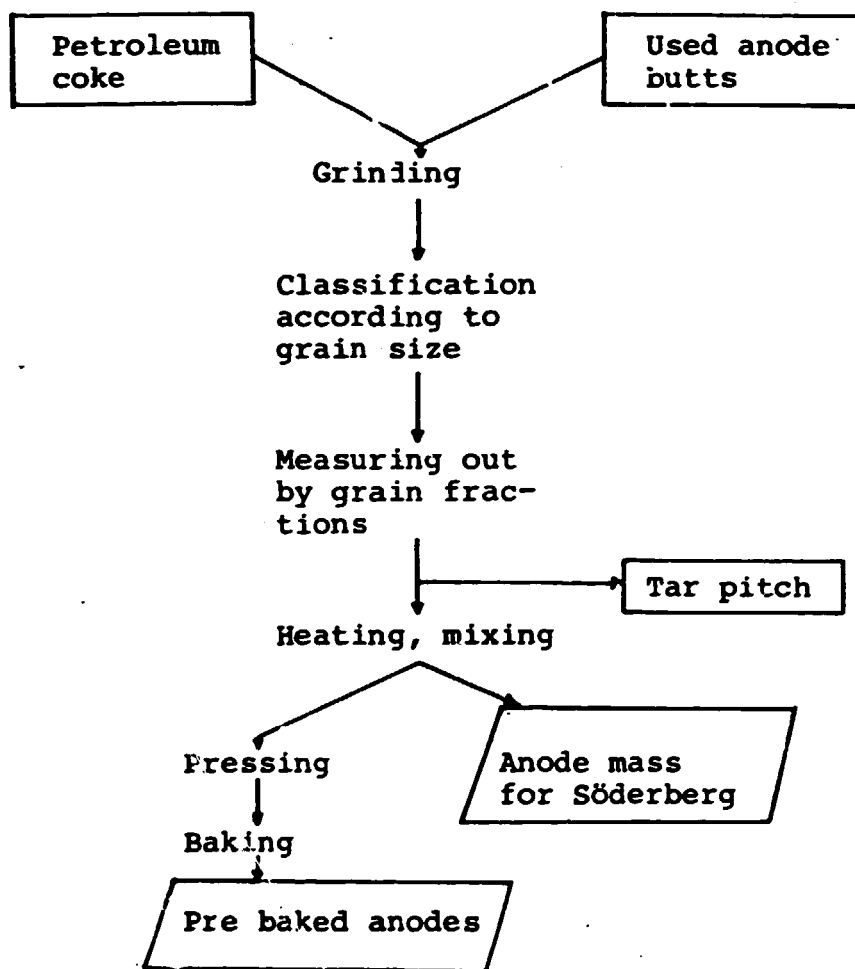 Petroleum
coke
Used anode
butts
Grinding
Classification
according to
grain size
Measuring out
by grain frac-
tions
Tar pitch
Heating, mixing
Pressing
Anode mass
for Söderberg
Baking
Pre baked anodes